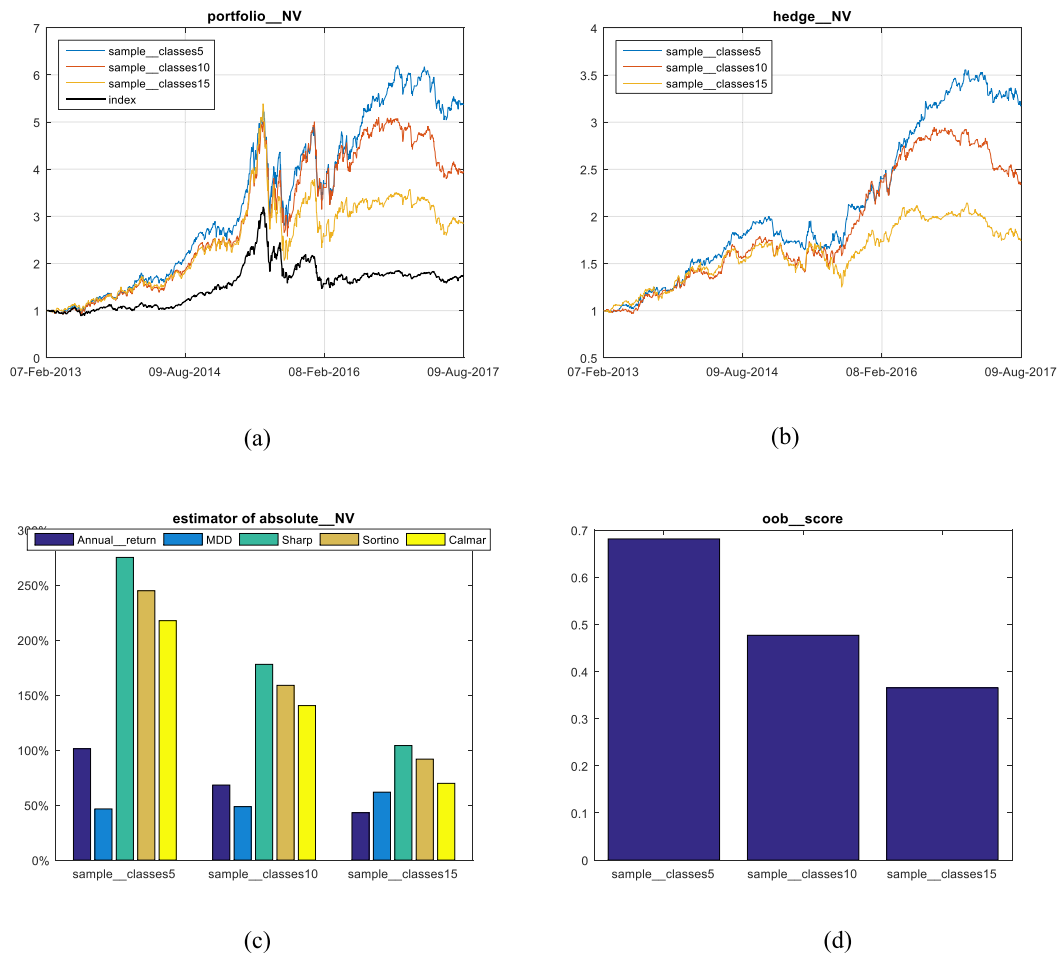 portfolio__NV
7
6
5
4
3
2
1
0
sample__classes5
sample__classes10
sample__classes15
index
07-Feb-2013
09-Aug-2014
08-Feb-2016
09-Aug-2017
(a)
hedge__NV
4
3.5
3
2.5
2
1.5
1
0.5
sample__classes5
sample__classes10
sample__classes15
07-Feb-2013
09-Aug-2014
08-Feb-2016
09-Aug-2017
(b)
estimator of absolute__NV
300%
250%
200%
150%
100%
50%
0%
Annual__return
MDD
Sharp
Sortino
Calmar
sample__classes5
sample__classes10
sample__classes15
(c)
oob__score
0.7
0.6
0.5
0.4
0.3
0.2
0.1
0
sample__classes5
sample__classes10
sample__classes15
(d)